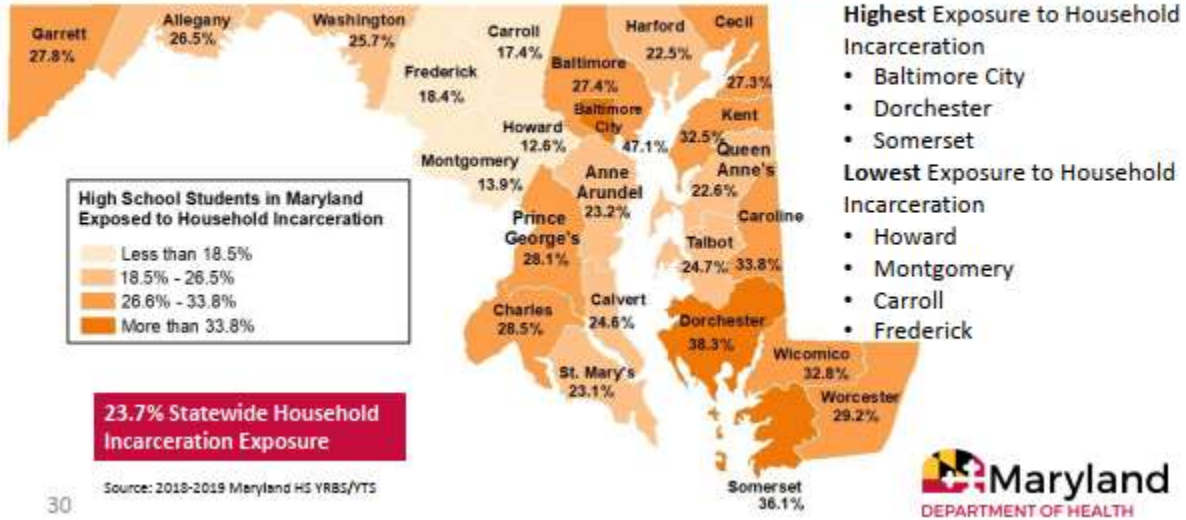 Garrett
27.8%
Allegany
26.5%
Washington
25.7%
Frederick
18.4%
Carroll
17.4%
Baltimore
27.4%
Baltimore
City
47.1%
Harford
22.5%
Cecil
27.3%
Kent
32.5%
Queen
Anne's
22.6%
Howard
12.6%
Montgomery
13.9%
Anne
Arundel
23.2%
Prince
George's
28.1%
Caroline
33.8%
Talbot
24.7%
Charles
28.5%
Calvert
24.6%
Dorchester
38.3%
St. Mary's
23.1%
Wicomico
32.8%
Worcester
29.2%
Somerset
36.1%
High School Students in Maryland
Exposed to Household Incarceration
Less than 18.5%
18.5% - 26.5%
26.6% - 33.8%
More than 33.8%
23.7% Statewide Household
Incarceration Exposure
Source: 2018-2019 Maryland HS YRBS/YTS
30
Highest Exposure to Household
Incarceration
• Baltimore City
• Dorchester
• Somerset
Lowest Exposure to Household
Incarceration
• Howard
• Montgomery
• Carroll
• Frederick
Maryland
DEPARTMENT OF HEALTH